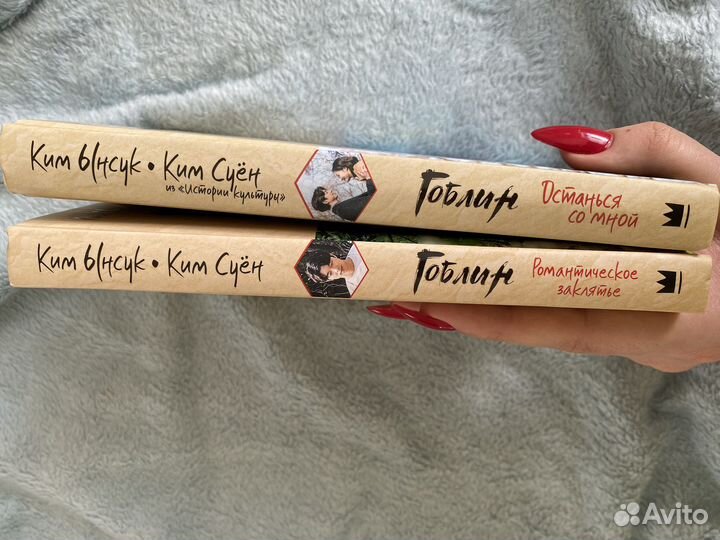 Ким Ынсук • Ким Суён
из «Истории культуры»
Гоблин
Останься
со мной
Ким Ынсук • Ким Суён
Гоблин
Романтическое
заклятье
Avito